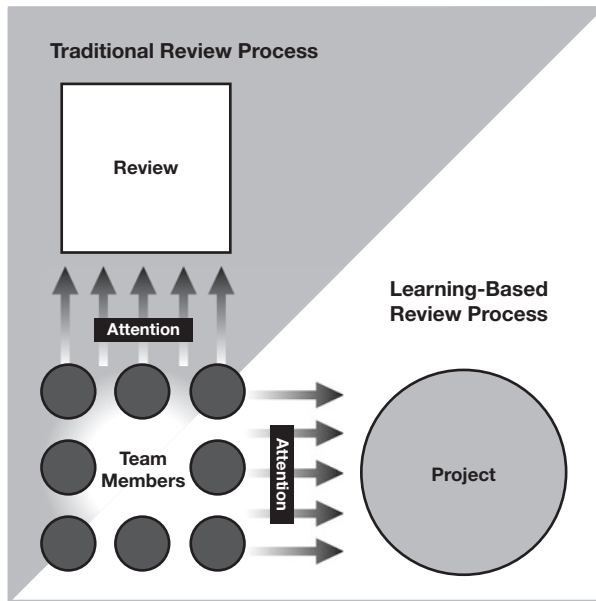 Traditional Review Process
Review
Attention
Learning-Based
Review Process
Team
Members
Attention
Project